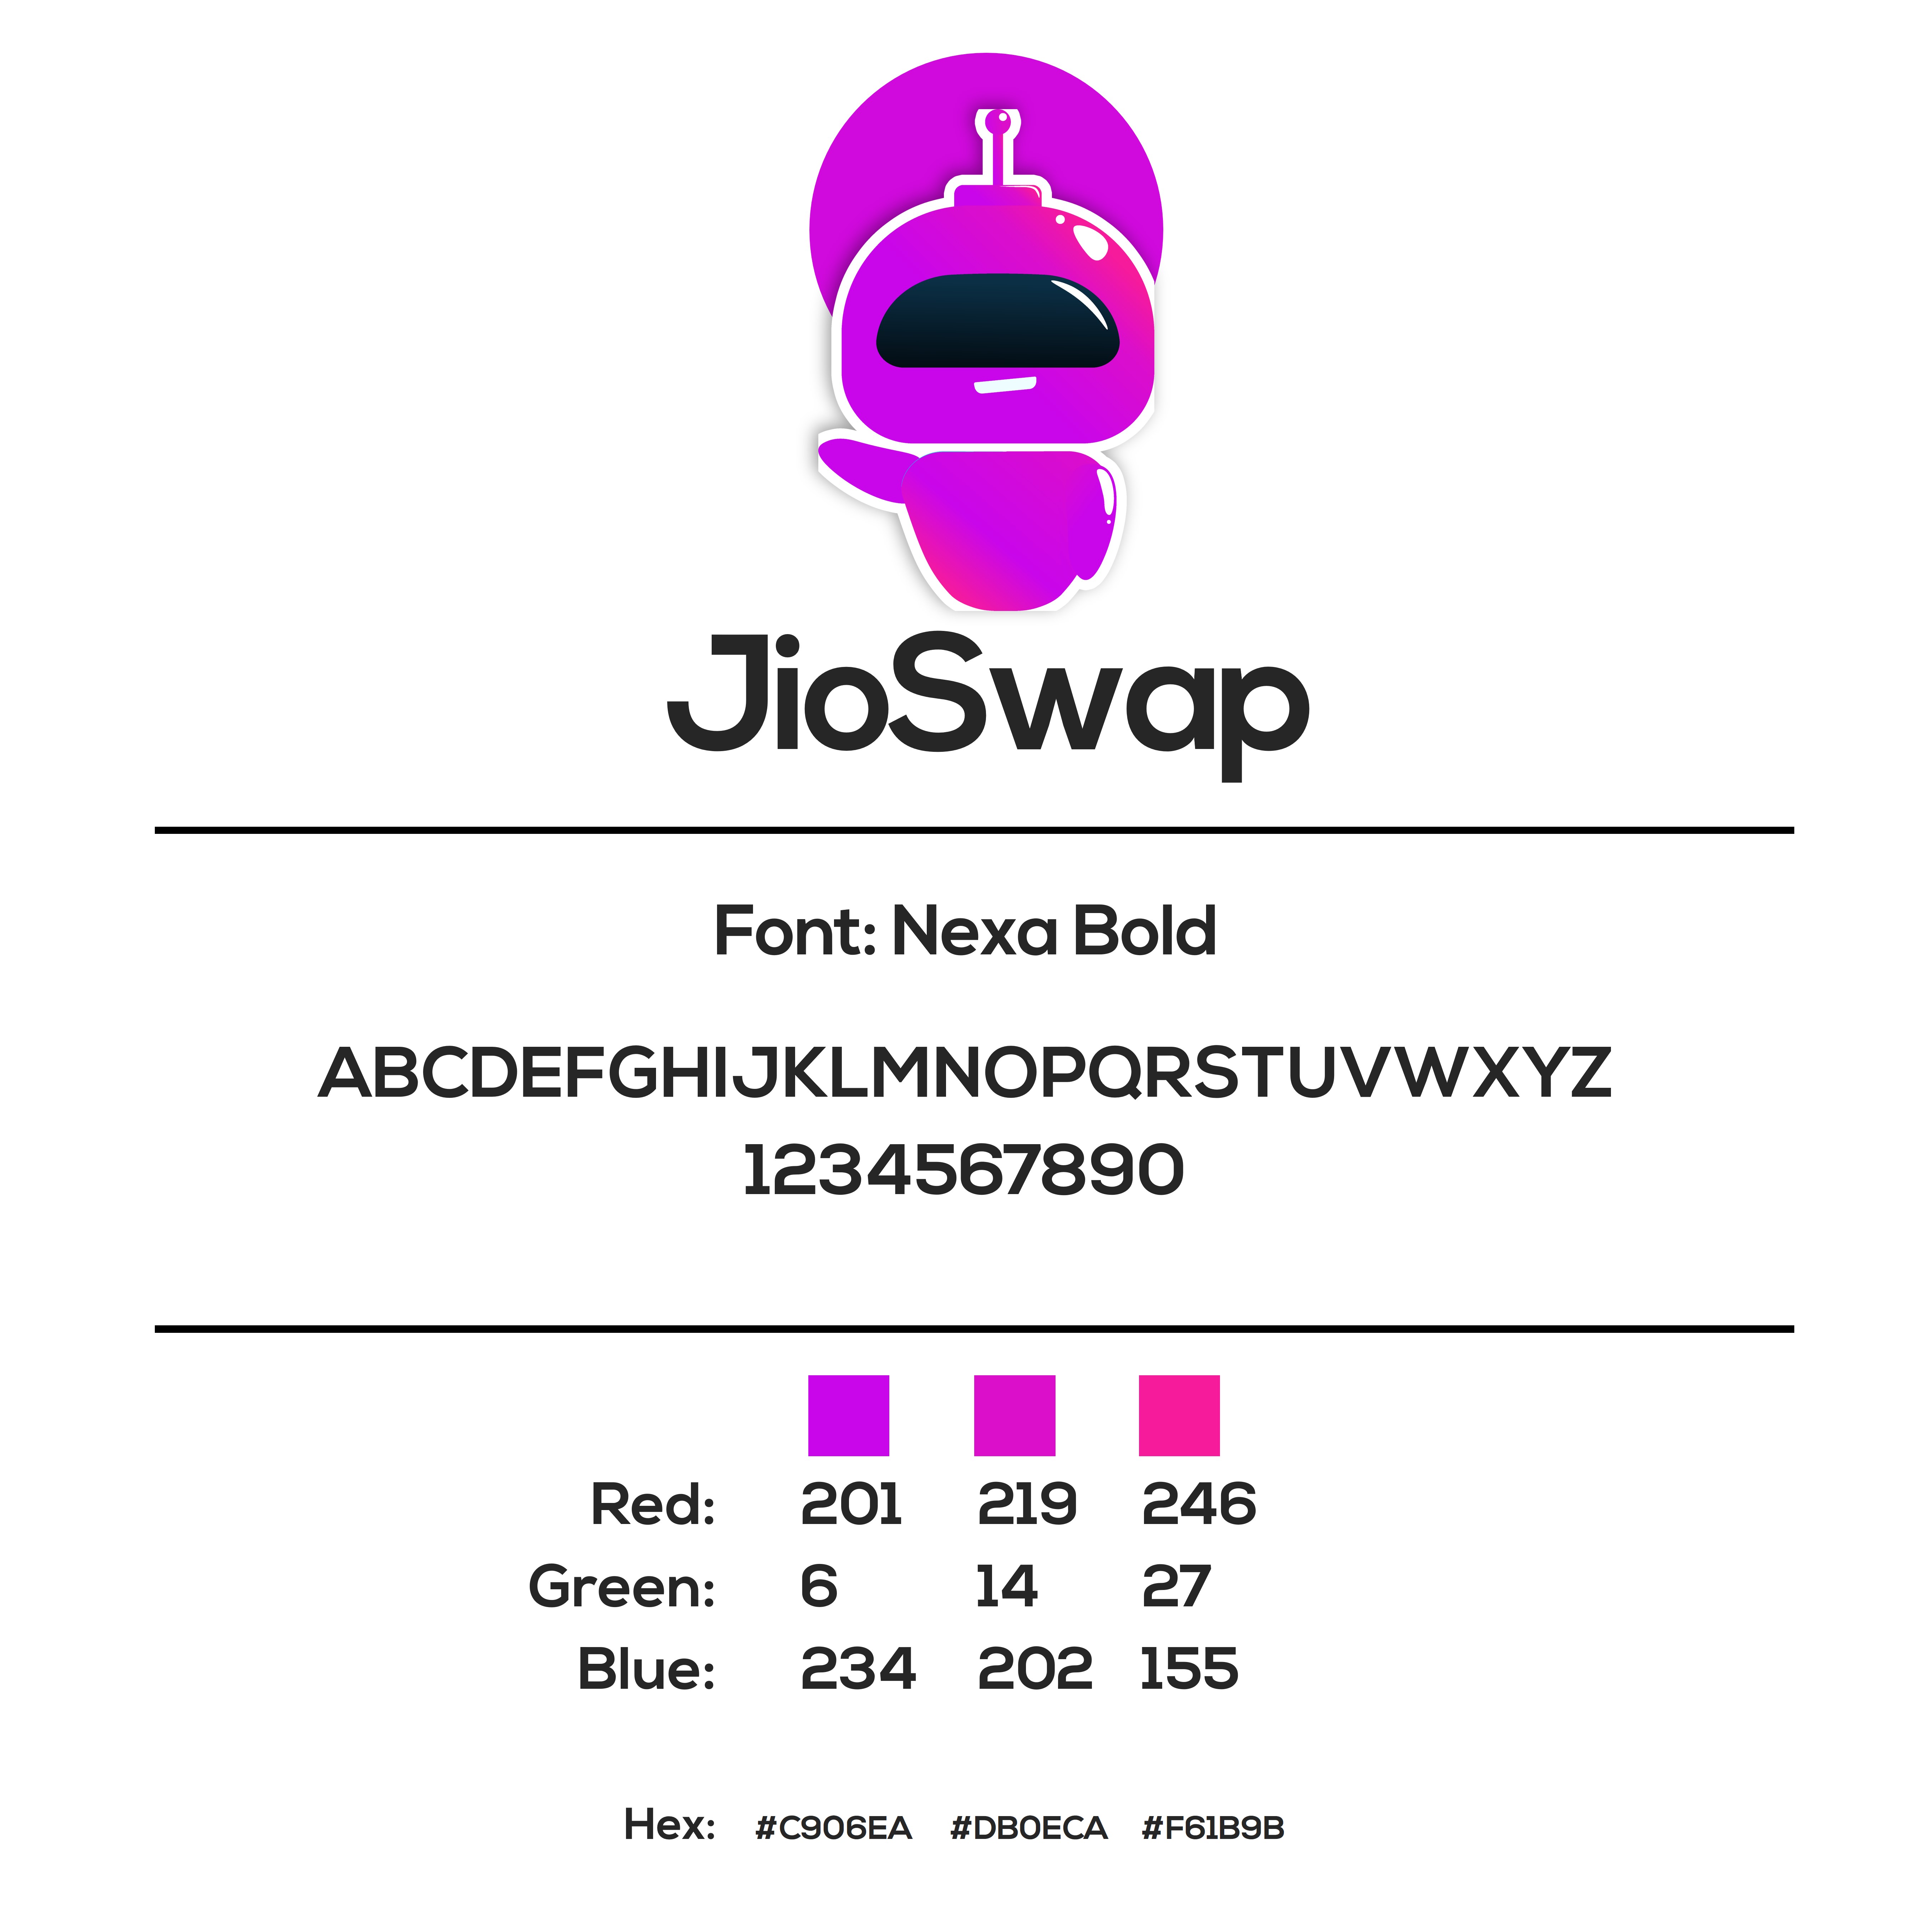 JioSwap
Font: Nexa Bold
ABCDEFGHIJKLMNOPQRSTUVWXYZ
1234567890
Red: 201 219 246
Green: 6 14 27
Blue: 234 202 155
Hex: #C906EA #DB0ECA #F61B9B